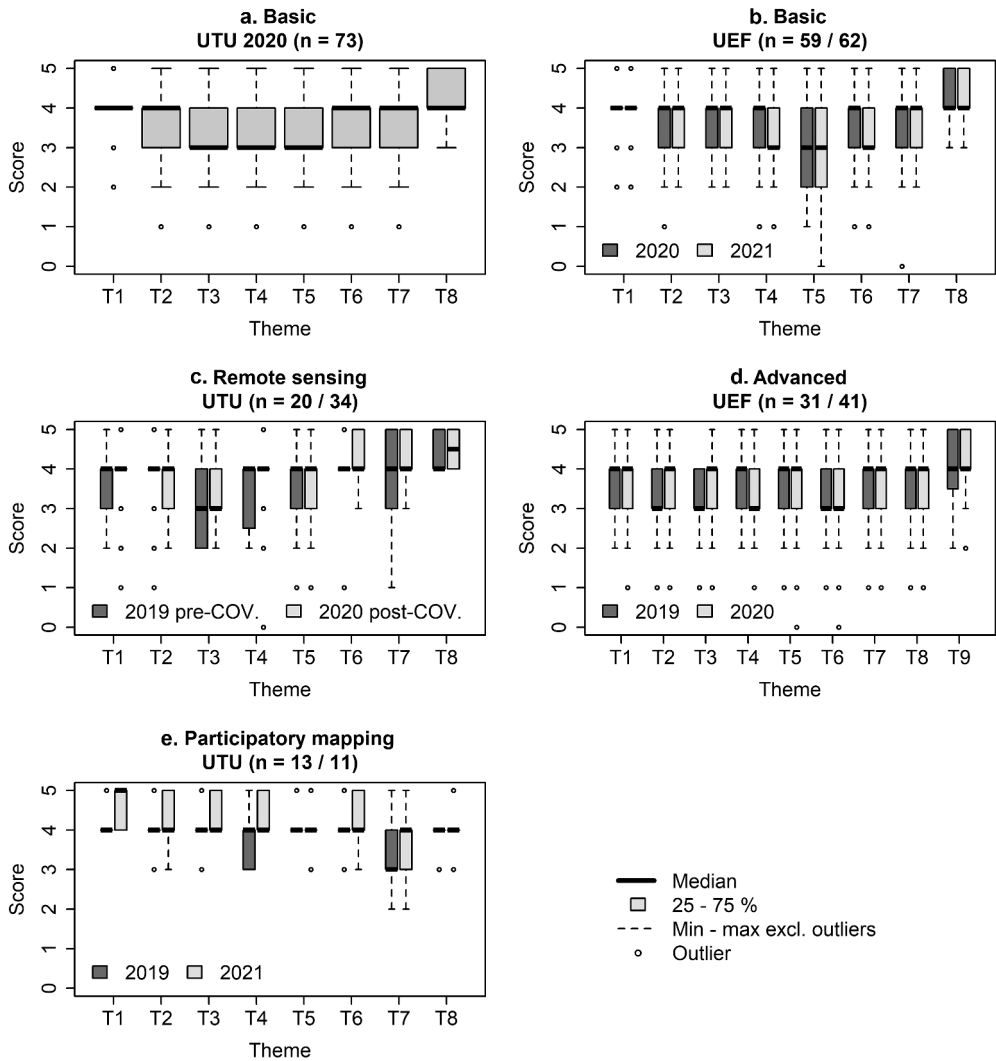 a. Basic
UTU 2020 (n = 73)
5
4
3
2
1
0
Score
T1 T2 T3 T4 T5 T6 T7 T8
Theme
b. Basic
UEF (n = 59 / 62)
5
4
3
2
1
0
Score
2020 2021
T1 T2 T3 T4 T5 T6 T7 T8
Theme
c. Remote sensing
UTU (n = 20 / 34)
5
4
3
2
1
0
Score
2019 pre-COV. 2020 post-COV.
T1 T2 T3 T4 T5 T6 T7 T8
Theme
d. Advanced
UEF (n = 31 / 41)
5
4
3
2
1
0
Score
2019 2020
T1 T2 T3 T4 T5 T6 T7 T8 T9
Theme
e. Participatory mapping
UTU (n = 13 / 11)
5
4
3
2
1
0
Score
2019 2021
T1 T2 T3 T4 T5 T6 T7 T8
Theme
Median
25 - 75 %
Min - max excl. outliers
Outlier